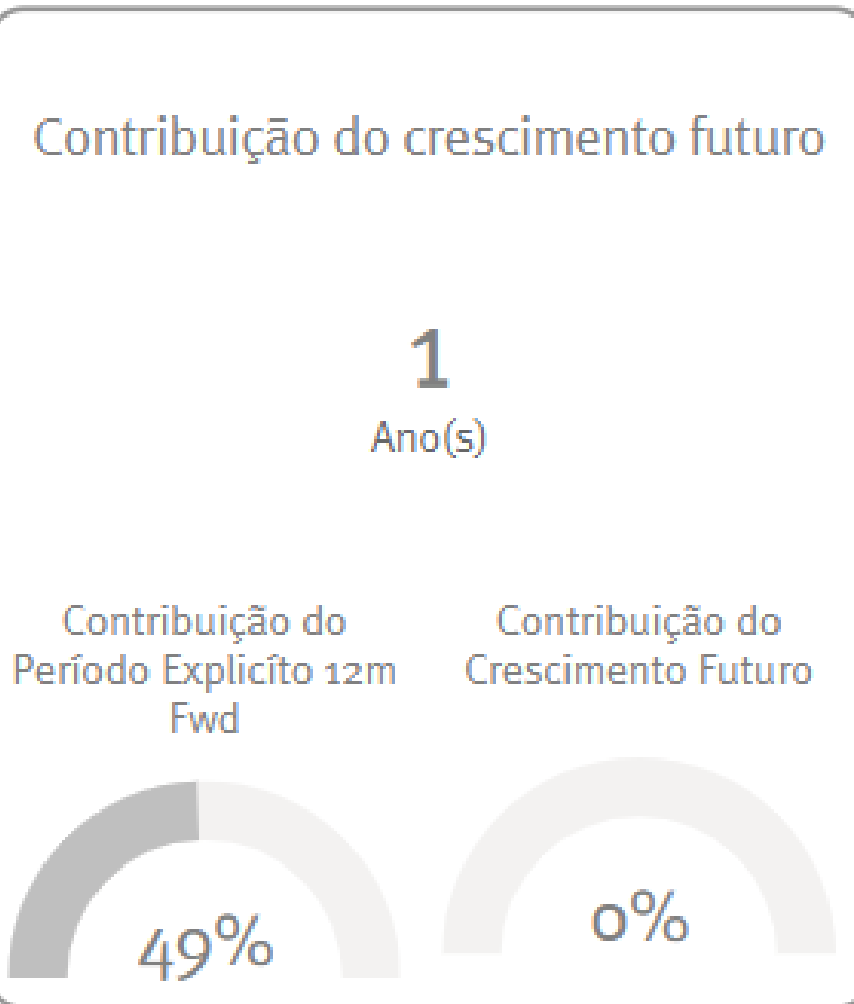 Contribuição do crescimento futuro
1
Ano(s)
Contribuição do
Período Explicíto 12m
Fwd
49%
Contribuição do
Crescimento Futuro
0%